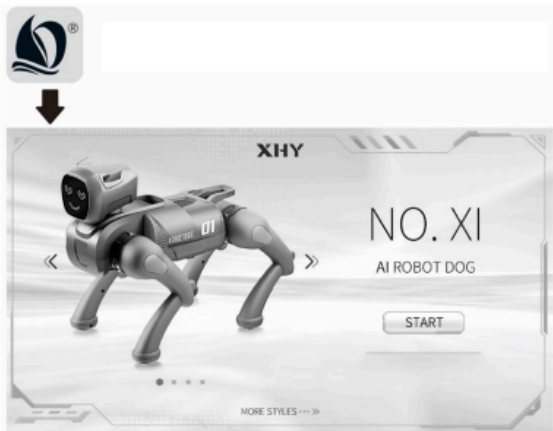 ®
XHY
NO. XI
AI ROBOT DOG
01
START
MORE STYLES ··· »